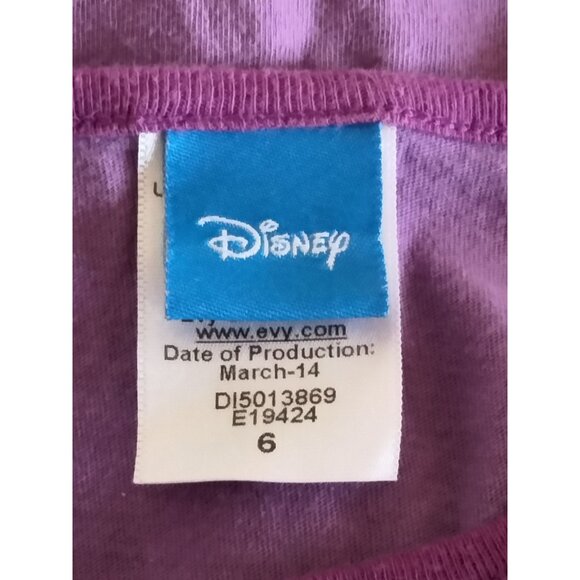 Disney
www.evy.com
Date of Production:
March-14
DI5013869
E19424
6